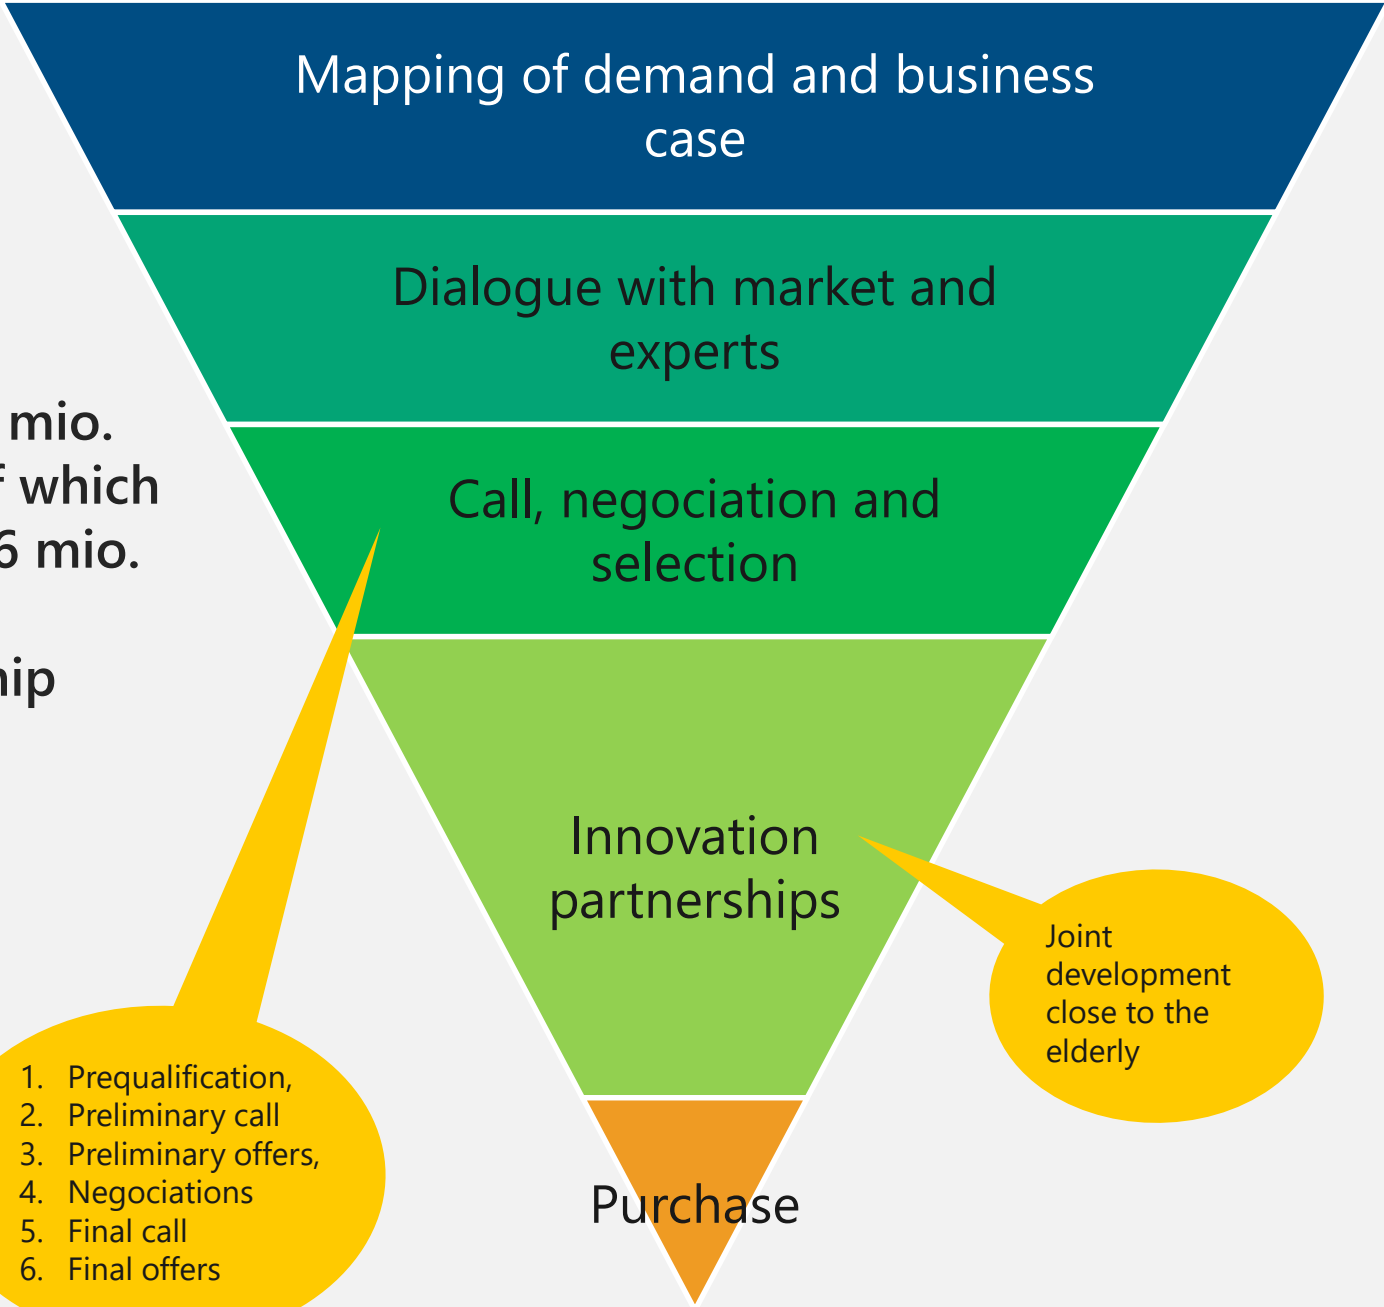 Mapping of demand and business
case
Dialogue with market and
experts
mio.
which
6 mio.
Call, negociation and
selection
Innovation
partnerships
Joint
development
close to the
elderly
1. Prequalification,
2. Preliminary call
3. Preliminary offers,
4. Negociations
5. Final call
6. Final offers
Purchase